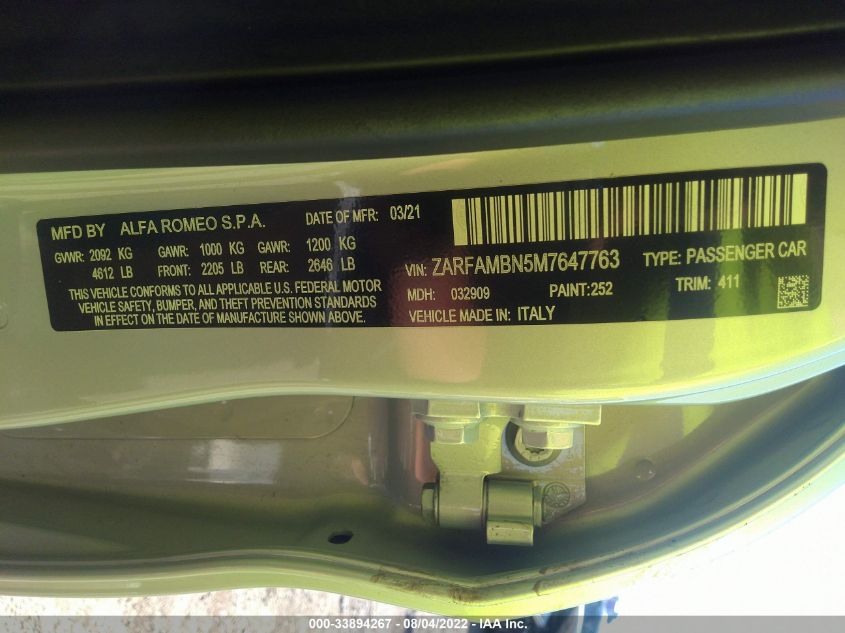 MFD BY ALFA ROMEO S.P.A. DATE OF MFR: 03/21
GVWR: 2092 KG GAWR: 1000 KG GAWR: 1200 KG
4612 LB FRONT: 2205 LB REAR: 2646 LB
THIS VEHICLE CONFORMS TO ALL APPLICABLE U.S. FEDERAL MOTOR
VEHICLE SAFETY, BUMPER, AND THEFT PREVENTION STANDARDS
IN EFFECT ON THE DATE OF MANUFACTURE SHOWN ABOVE.
VIN: ZARFAMBN5M7647763 TYPE: PASSENGER CAR
MDH: 032909 PAINT:252 TRIM: 411
VEHICLE MADE IN: ITALY
000-33894267 - 08/04/2022 - IAA Inc.